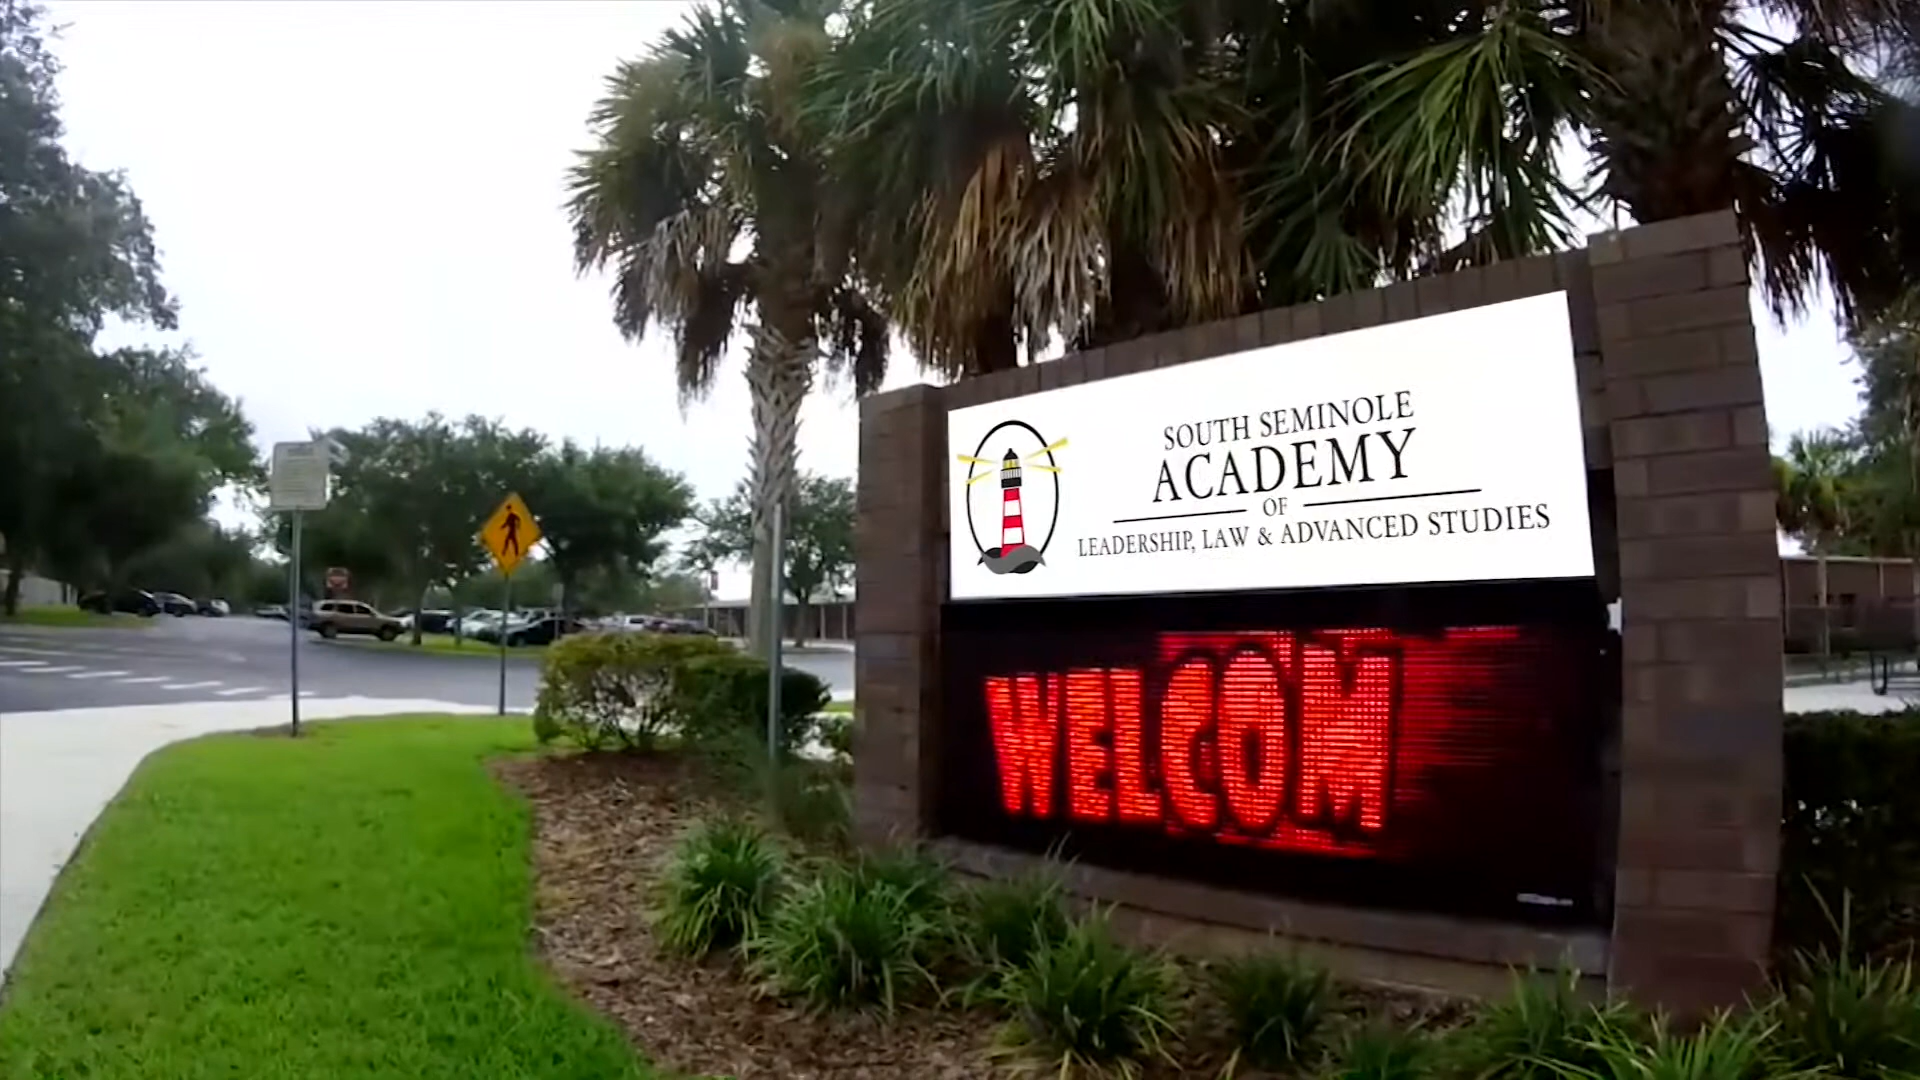 SOUTH SEMINOLE
ACADEMY
OF
LEADERSHIP, LAW & ADVANCED STUDIES
WELCOM